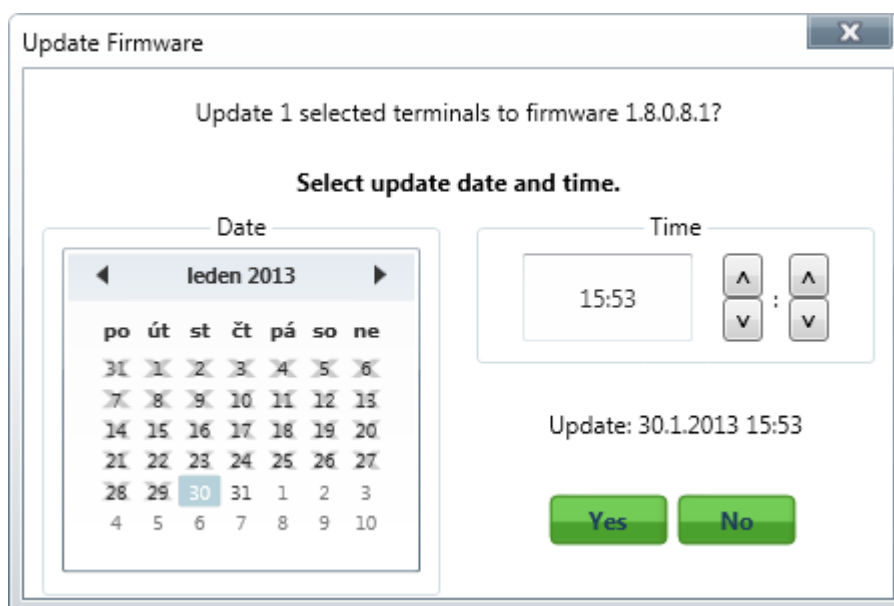 Update Firmware
Update 1 selected terminals to firmware 1.8.0.8.1?
Select update date and time.
Date
leden 2013
po út st čt pá so ne
31 1 2 3 4 5 6
7 8 9 10 11 12 13
14 15 16 17 18 19 20
21 22 23 24 25 26 27
28 29 30 31 1 2 3
4 5 6 7 8 9 10
Time
15:53
:
Update: 30.1.2013 15:53
Yes
No